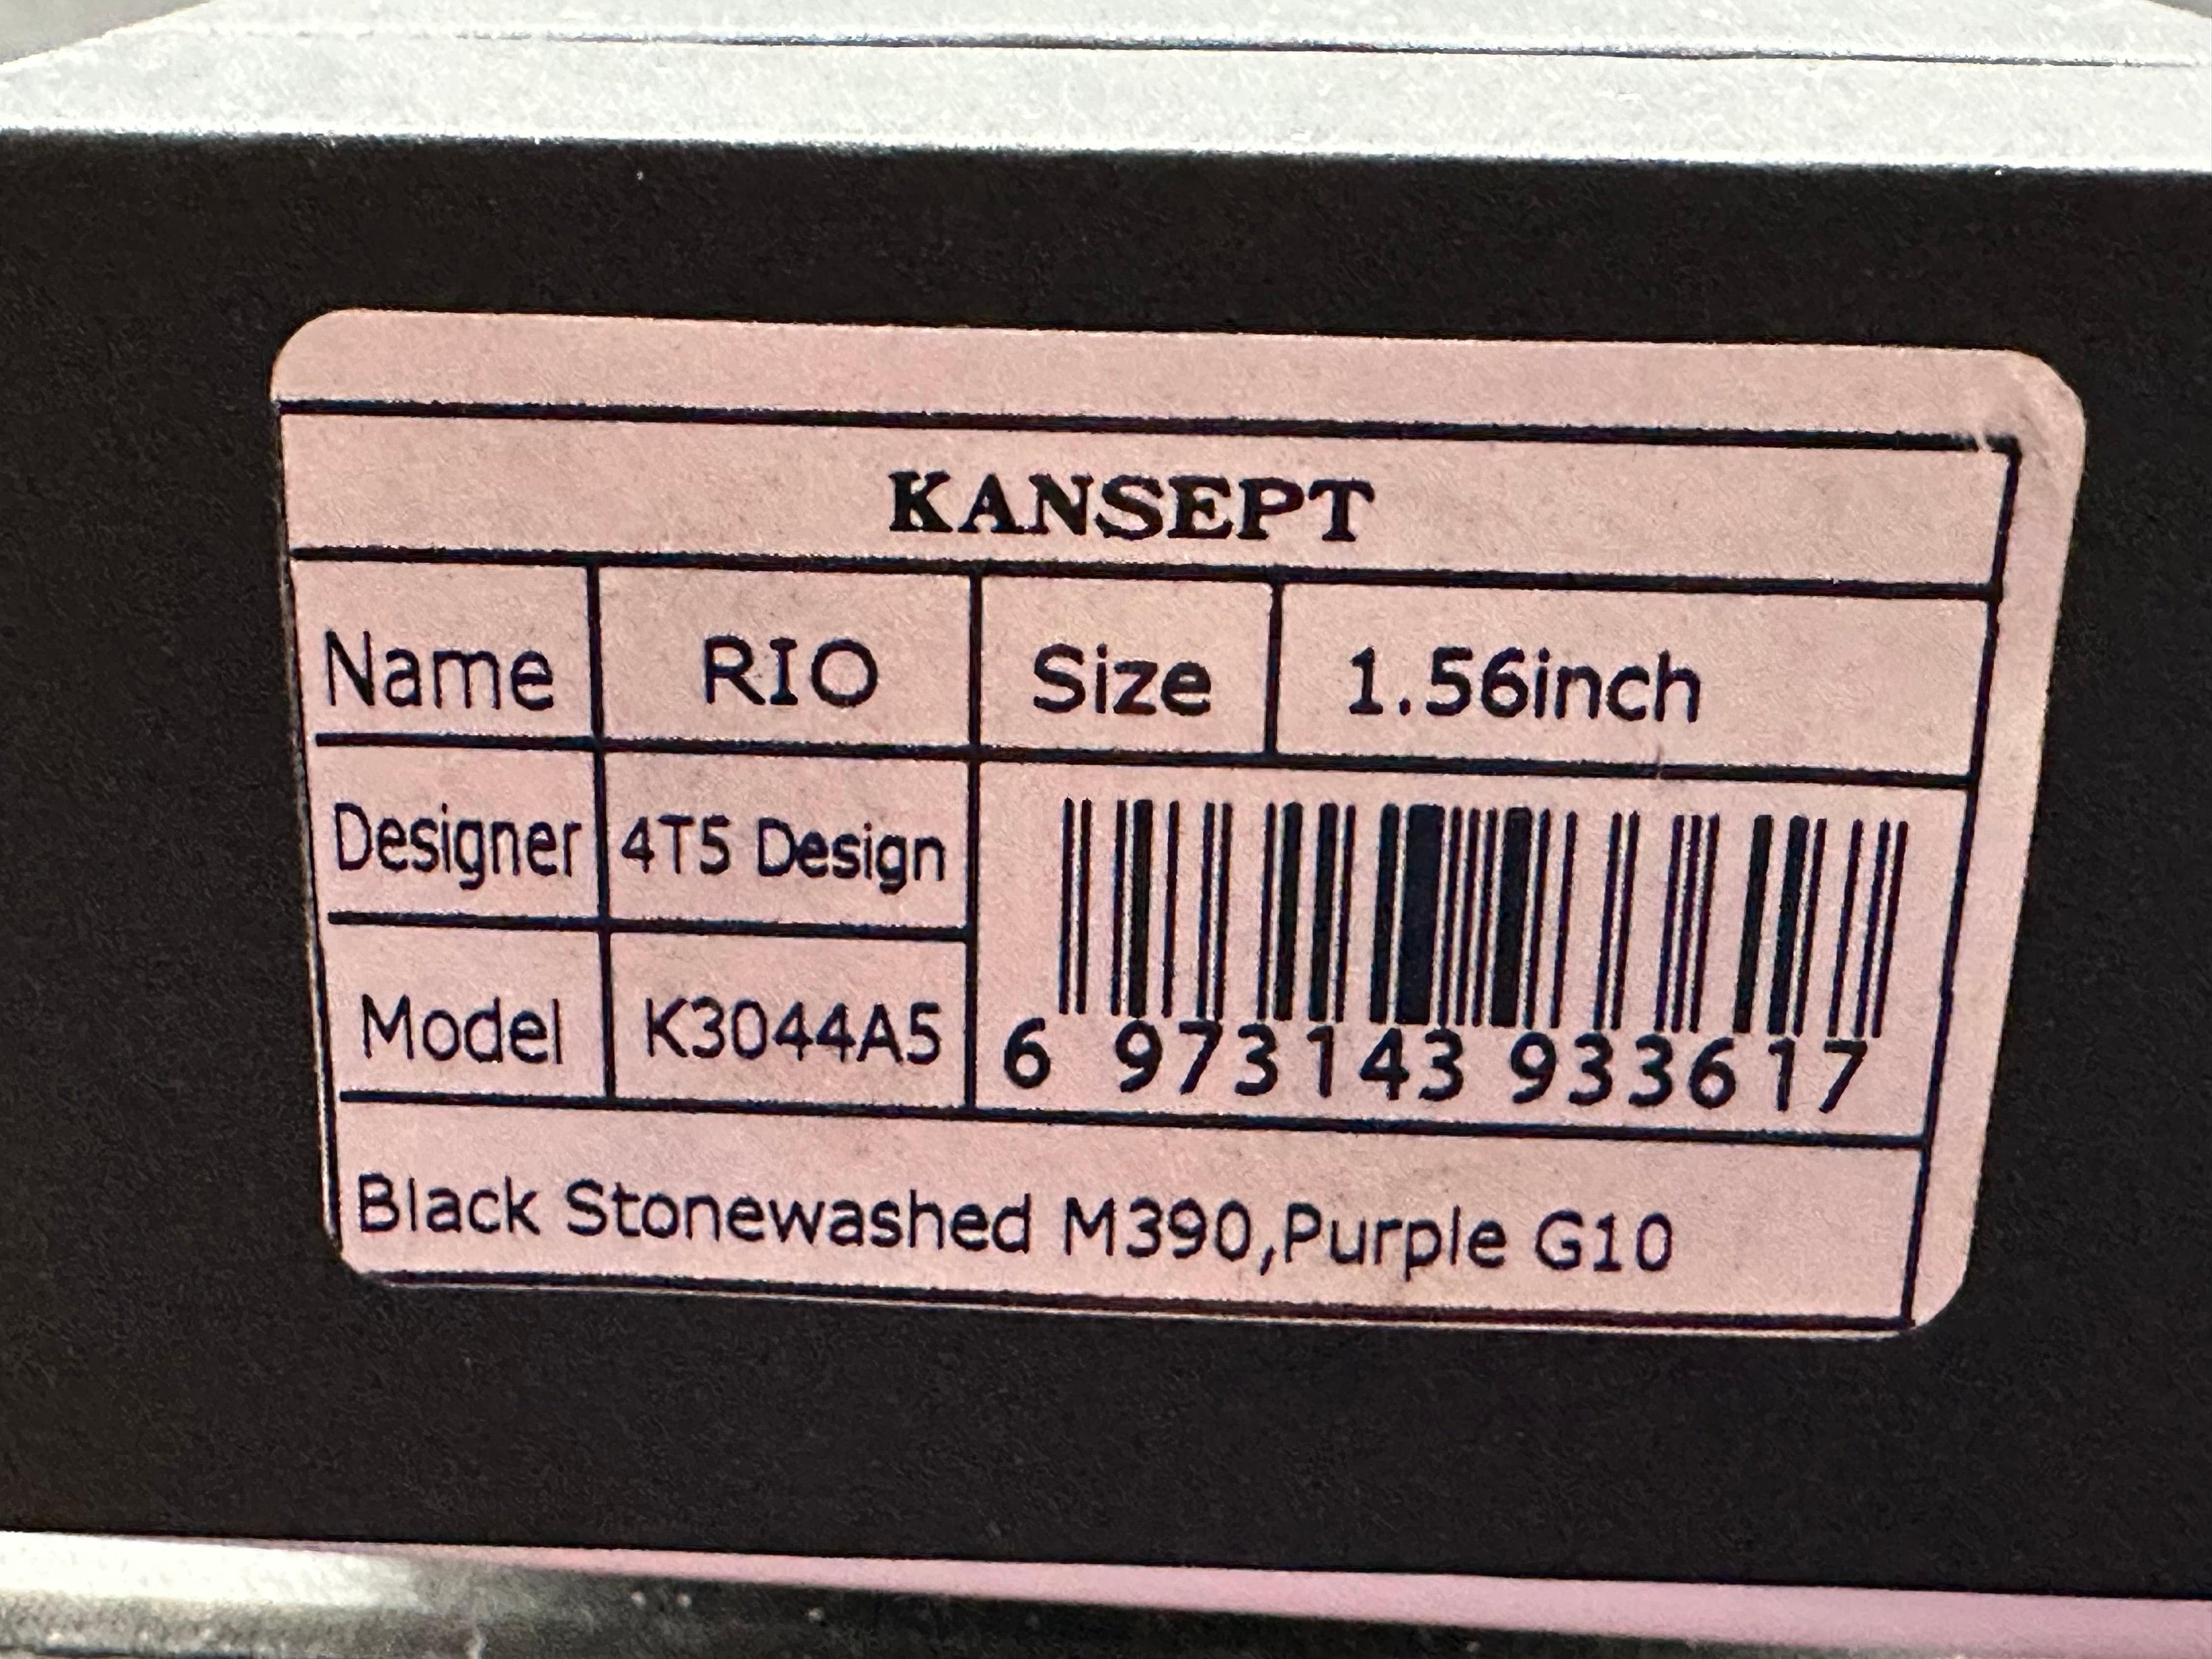 KANSEPT
Name RIO Size 1.56inch
Designer 4T5 Design
Model K3044A5
6 973143 933617
Black Stonewashed M390,Purple G10